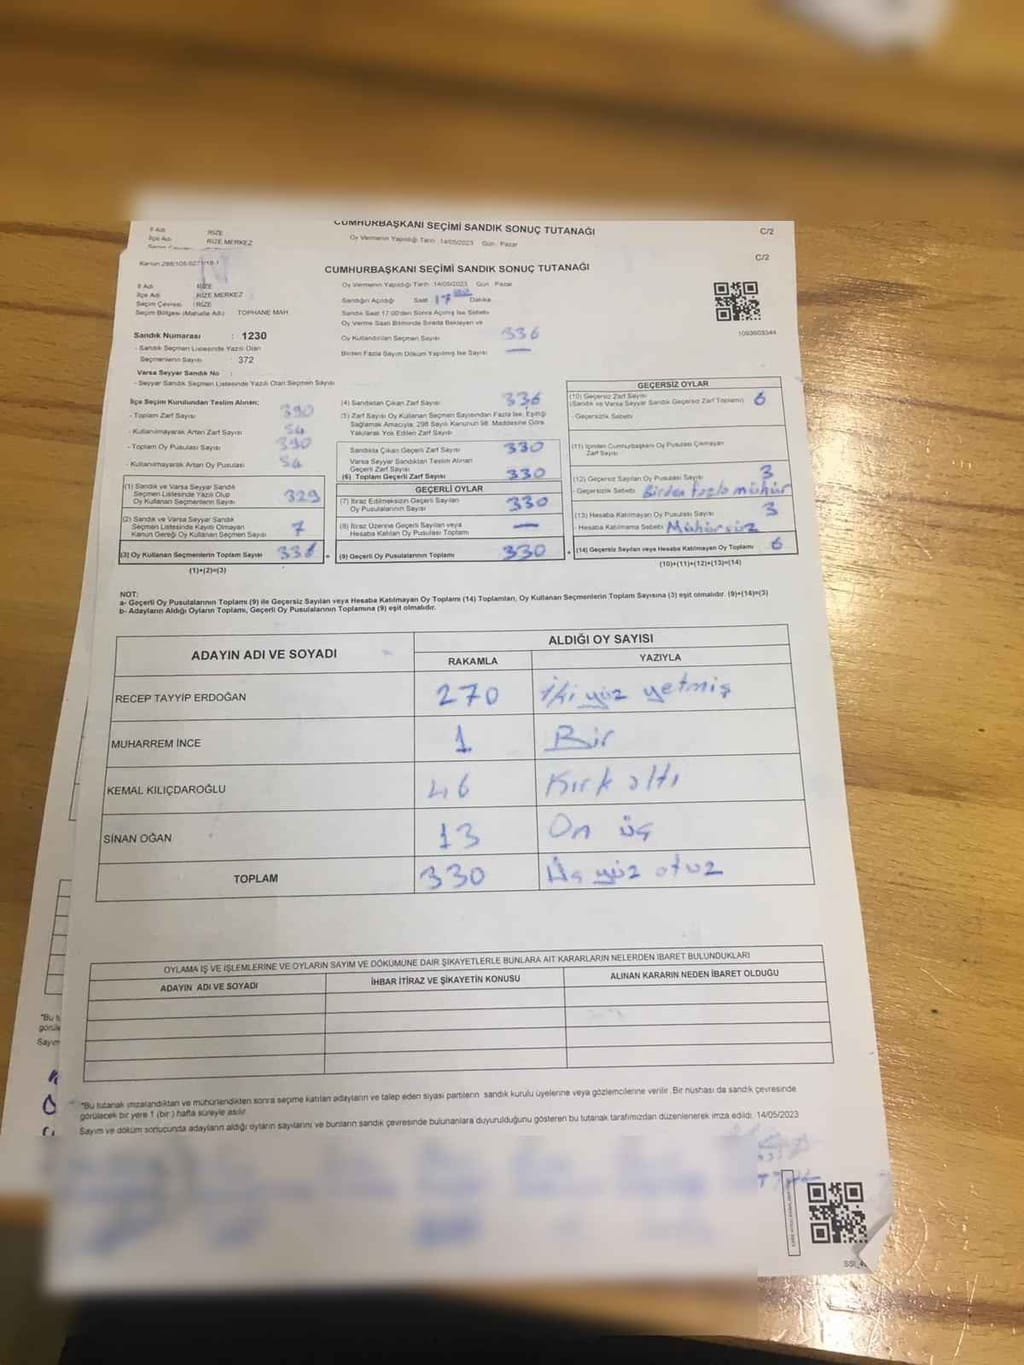 CUMHURBAŞKANI SEÇİMİ SANDIK SONUÇ TUTANAĞI
C/2
İl Adı RİZE
İlçe Adı RİZE MERKEZ
Oy Vermenin Yapıldığı Tarih :14/05/2023 Gün: Pazar
CUMHURBAŞKANI SEÇİMİ SANDIK SONUÇ TUTANAĞI
C/2
İl Adı : RİZE
İlçe Adı : RİZE MERKEZ
Seçim Çevresi : RİZE
Seçim Bölgesi (Mahalle Adı) : TOPHANE MAH.
Sandık Numarası : 1230
- Sandık Seçmen Listesinde Yazılı Olan
Seçmenlerin Sayısı : 372
Varsa Seyyar Sandık No :
- Seyyar Sandık Seçmen Listesinde Yazılı Olan Seçmen Sayısı
Oy Vermenin Yapıldığı Tarih :14/05/2023 Gün: Pazar
Sandığın Açıldığı Saat 17 00 Dakika
Sandık Saat 17:00'den Sonra Açılmış İse Sebebi
Oy Verme Saati Bitiminde Sırada Bekleyen ve
Oy Kullandırılan Seçmen Sayısı 336
Birden Fazla Sayım Döküm Yapılmış İse Sayısı —
1093603344
İlçe Seçim Kurulundan Teslim Alınan;
- Toplam Zarf Sayısı 390
- Kullanılmayarak Artan Zarf Sayısı 54
- Toplam Oy Pusulası Sayısı 390
- Kullanılmayarak Artan Oy Pusulası 54
(1) Sandık ve Varsa Seyyar Sandık
Seçmen Listesinde Yazılı Olup
Oy Kullanan Seçmenlerin Sayısı 329
(2) Sandık ve Varsa Seyyar Sandık
Seçmen Listesinde Kayıtlı Olmayan
Kanun Gereği Oy Kullanan Seçmen Sayısı 7
(3) Oy Kullanan Seçmenlerin Toplam Sayısı 336
(1)+(2)=(3)
(4) Sandıktan Çıkan Zarf Sayısı 336
(5) Zarf Sayısı Oy Kullanan Seçmen Sayısından Fazla İse, Eşitliği
Sağlamak Amacıyla, 298 Sayılı Kanunun 98. Maddesine Göre
Yakılarak Yok Edilen Zarf Sayısı
Sandıkta Çıkan Geçerli Zarf Sayısı 330
Varsa Seyyar Sandıktan Teslim Alınan
Geçerli Zarf Sayısı
(6) Toplam Geçerli Zarf Sayısı 330
GEÇERLİ OYLAR
(7) İtiraz Edilmeksizin Geçerli Sayılan
Oy Pusulalarının Sayısı 330
(8) İtiraz Üzerine Geçerli Sayılan veya
Hesaba Katılan Oy Pusulası Toplamı —
(9) Geçerli Oy Pusulalarının Toplamı 330
GEÇERSİZ OYLAR
(10) Geçersiz Zarf Sayısı
(Sandık ve Varsa Seyyar Sandık Geçersiz Zarf Toplamı) 6
- Geçersizlik Sebebi
(11) İçinden Cumhurbaşkanı Oy Pusulası Çıkmayan
Zarf Sayısı
(12) Geçersiz Sayılan Oy Pusulası Sayısı 3
- Geçersizlik Sebebi Birden fazla mühür
(13) Hesaba Katılmayan Oy Pusulası Sayısı 3
- Hesaba Katılmama Sebebi Mühürsüz
(14) Geçersiz Sayılan veya Hesaba Katılmayan Oy Toplamı 6
(10)+(11)+(12)+(13)=(14)
NOT:
a- Geçerli Oy Pusulalarının Toplamı (9) ile Geçersiz Sayılan veya Hesaba Katılmayan Oy Toplamı (14) Toplamları, Oy Kullanan Seçmenlerin Toplam Sayısına (3) eşit olmalıdır. (9)+(14)=(3)
b- Adayların Aldığı Oyların Toplamı, Geçerli Oy Pusulalarının Toplamına (9) eşit olmalıdır.
ADAYIN ADI VE SOYADI ALDIĞI OY SAYISI
RAKAMLA YAZIYLA
RECEP TAYYİP ERDOĞAN 270 İki yüz yetmiş
MUHARREM İNCE 1 Bir
KEMAL KILIÇDAROĞLU 46 Kırk altı
SİNAN OĞAN 13 On üç
TOPLAM 330 Üç yüz otuz
OYLAMA İŞ VE İŞLEMLERİNE VE OYLARIN SAYIM VE DÖKÜMÜNE DAİR ŞİKAYETLERLE BUNLARA AİT KARARLARIN NELERDEN İBARET BULUNDUKLARI
ADAYIN ADI VE SOYADI İHBAR İTİRAZ VE ŞİKAYETİN KONUSU ALINAN KARARIN NEDEN İBARET OLDUĞU
"Bu t
görüle
Sayım
*Bu tutanak imzalandıktan ve mühürlendikten sonra seçime katılan adayların ve talep eden siyasi partilerin sandık kurulu üyelerine veya gözlemcilerine verilir. Bir nüshası da sandık çevresinde
görülecek bir yere 1 (bir) hafta süreyle asılır.
Sayım ve döküm sonucunda adayların aldığı oyların sayılarını ve bunların sandık çevresinde bulunanlara duyurulduğunu gösteren bu tutanak tarafımızdan düzenlenerek imza edildi. 14/05/2023